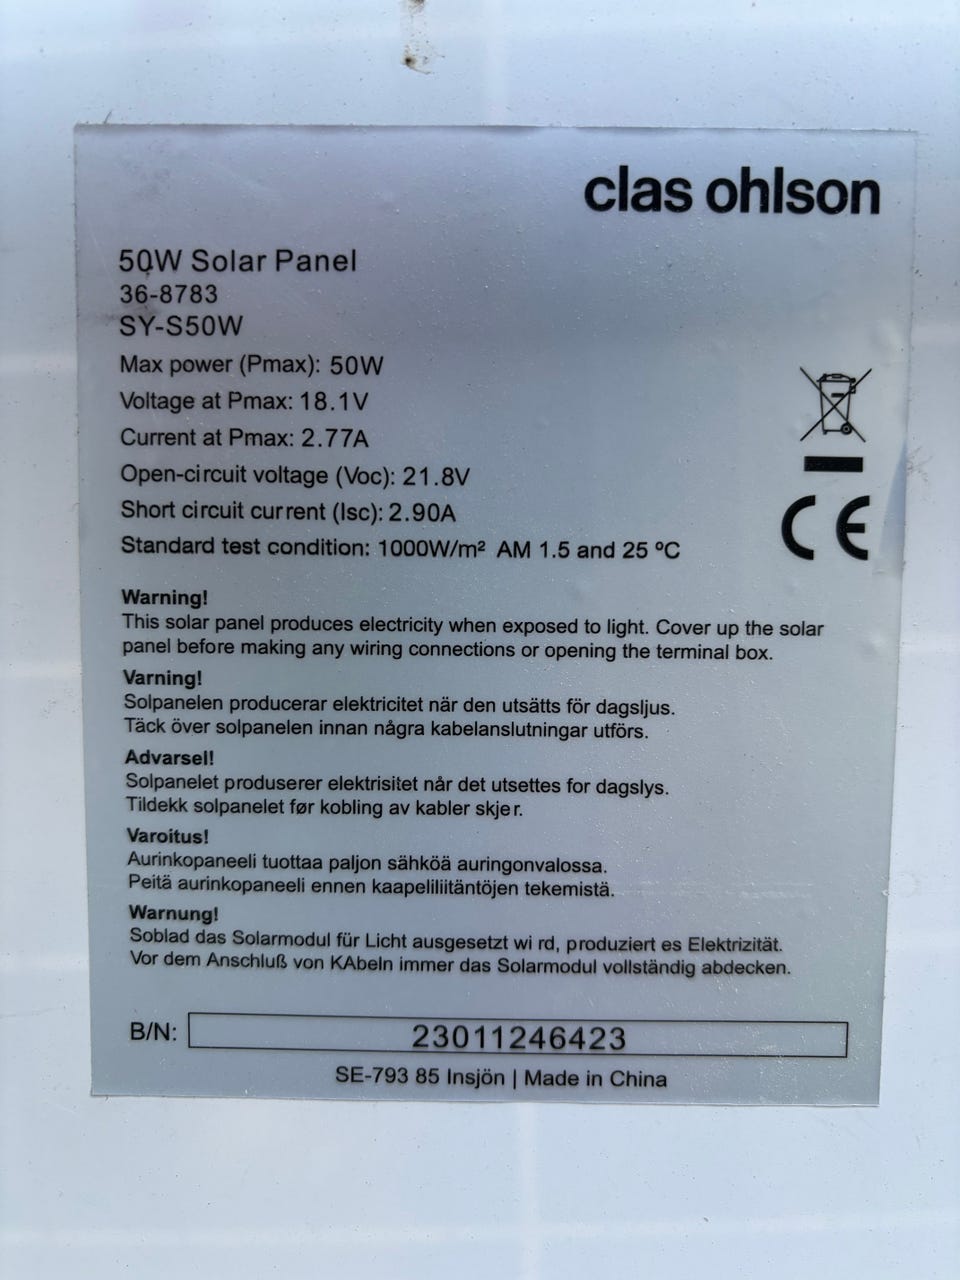 clas ohlson
50W Solar Panel
36-8783
SY-S50W
Max power (Pmax): 50W
Voltage at Pmax: 18.1V
Current at Pmax: 2.77A
Open-circuit voltage (Voc): 21.8V
Short circuit current (Isc): 2.90A
Standard test condition: 1000W/m² AM 1.5 and 25 ºC
CE
Warning!
This solar panel produces electricity when exposed to light. Cover up the solar
panel before making any wiring connections or opening the terminal box.
Varning!
Solpanelen producerar elektricitet när den utsätts för dagsljus.
Täck över solpanelen innan några kabelanslutningar utförs.
Advarsel!
Solpanelet produserer elektrisitet når det utsettes for dagslys.
Tildekk solpanelet før kobling av kabler skjer.
Varoitus!
Aurinkopaneeli tuottaa paljon sähköä auringonvalossa.
Peitä aurinkopaneeli ennen kaapeliliitäntöjen tekemistä.
Warnung!
Soblad das Solarmodul für Licht ausgesetzt wi rd, produziert es Elektrizität.
Vor dem Anschluß von KAbeln immer das Solarmodul vollständig abdecken.
B/N: 23011246423
SE-793 85 Insjön | Made in China